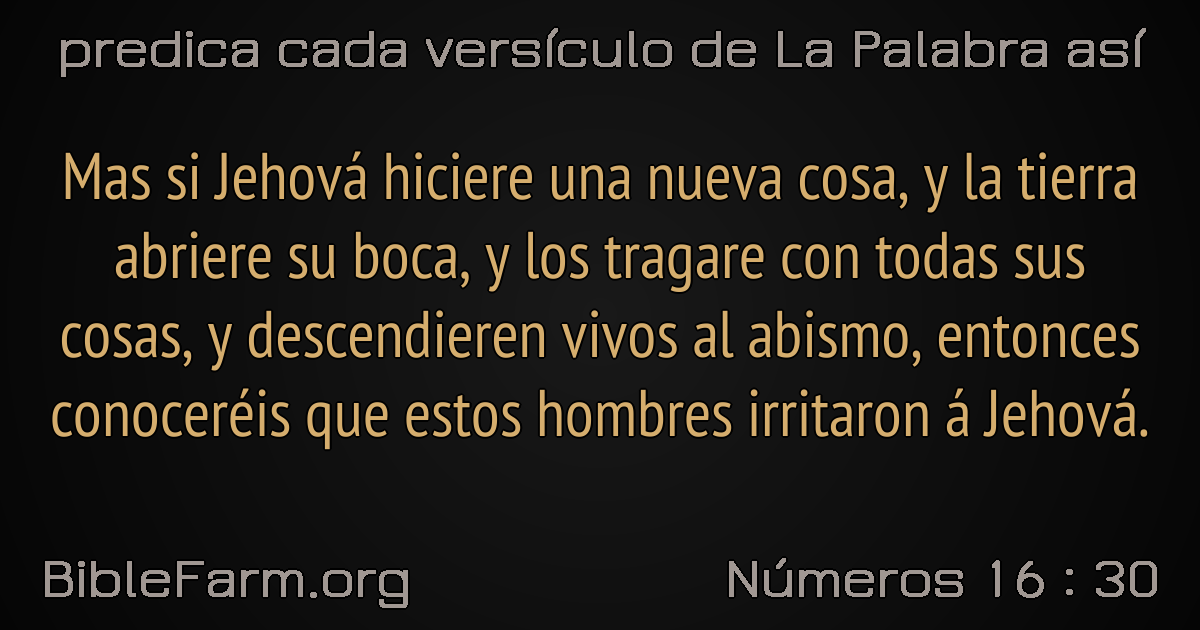 predica cada versículo de La Palabra así
Mas si Jehová hiciere una nueva cosa, y la tierra
abriere su boca, y los tragare con todas sus
cosas, y descendieren vivos al abismo, entonces
conoceréis que estos hombres irritaron á Jehová.
BibleFarm.org
Números 16 : 30